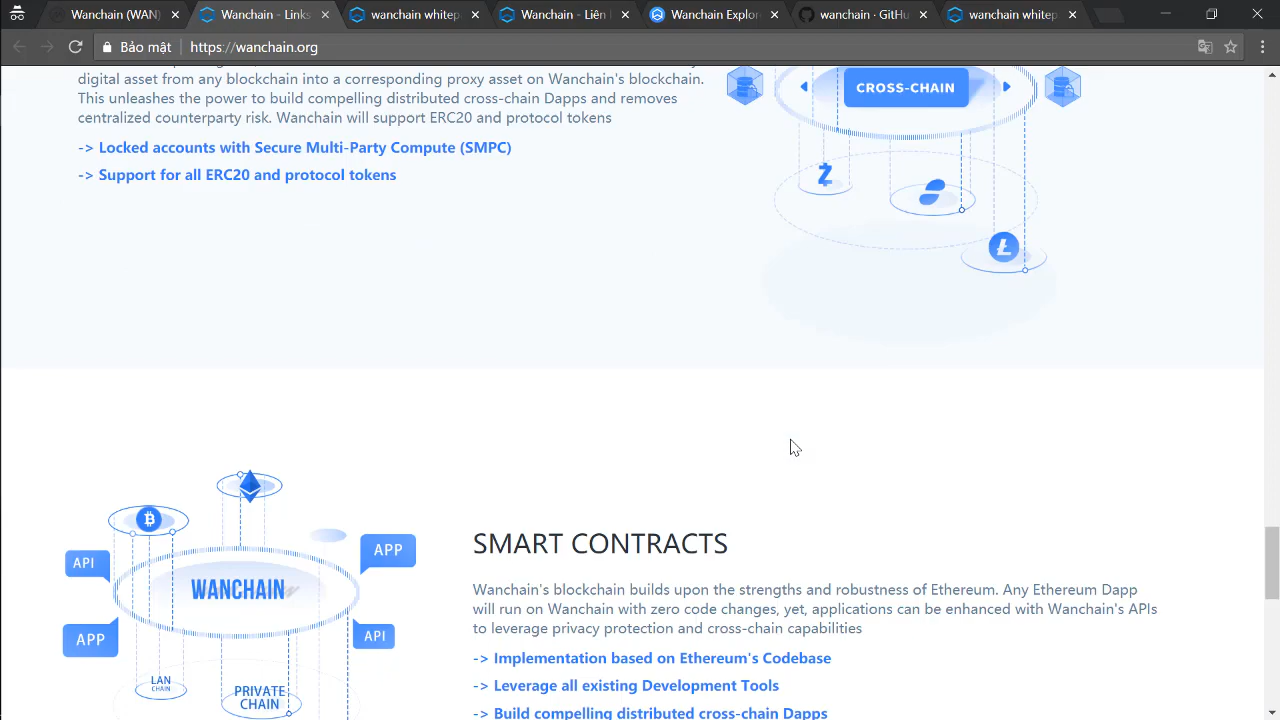 Wanchain (WAN)
Wanchain - Links
wanchain whitep
Wanchain - Liên
Wanchain Explor
wanchain · GitHu
wanchain whitep
Bảo mật
https://wanchain.org
digital asset from any blockchain into a corresponding proxy asset on Wanchain's blockchain.
This unleashes the power to build compelling distributed cross-chain Dapps and removes
centralized counterparty risk. Wanchain will support ERC20 and protocol tokens
-> Locked accounts with Secure Multi-Party Compute (SMPC)
-> Support for all ERC20 and protocol tokens
CROSS-CHAIN
API
APP
WANCHAIN
APP
API
LAN
CHAIN
PRIVATE
CHAIN
SMART CONTRACTS
Wanchain's blockchain builds upon the strengths and robustness of Ethereum. Any Ethereum Dapp
will run on Wanchain with zero code changes, yet, applications can be enhanced with Wanchain's APIs
to leverage privacy protection and cross-chain capabilities
-> Implementation based on Ethereum's Codebase
-> Leverage all existing Development Tools
-> Build compelling distributed cross-chain Dapps